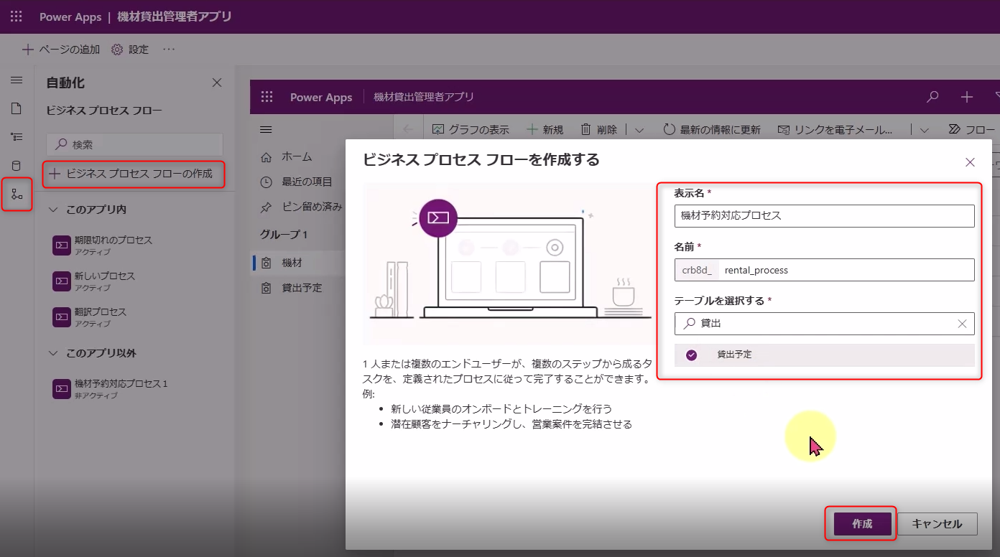 Power Apps | 機材貸出管理者アプリ
ページの追加 設定 ···
自動化
ビジネス プロセス フロー
検索
ビジネス プロセス フローの作成
このアプリ内
期限切れのプロセス
アクティブ
新しいプロセス
アクティブ
翻訳プロセス
アクティブ
このアプリ以外
機材予約対応プロセス1
非アクティブ
Power Apps 機材貸出管理者アプリ
グラフの表示 新規 削除 最新の情報に更新 リンクを電子メール... フロー
ホーム
最近の項目
ピン留め済み
グループ1
機材
貸出予定
ビジネス プロセス フローを作成する
1 人または複数のエンドユーザーが、複数のステップから成るタ
スクを、定義されたプロセスに従って完了することができます。
例:
• 新しい従業員のオンボードとトレーニングを行う
• 潜在顧客をナーチャリングし、営業案件を完結させる
表示名 *
機材予約対応プロセス
名前 *
crb8d_ rental_process
テーブルを選択する *
貸出
貸出予定
作成 キャンセル